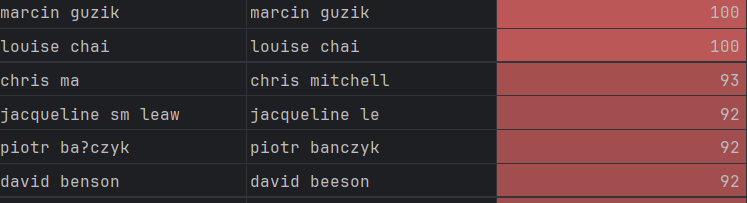 marcin guzik marcin guzik 100
louise chai louise chai 100
chris ma chris mitchell 93
jacqueline sm leaw jacqueline le 92
piotr ba?czyk piotr banczyk 92
david benson david beeson 92